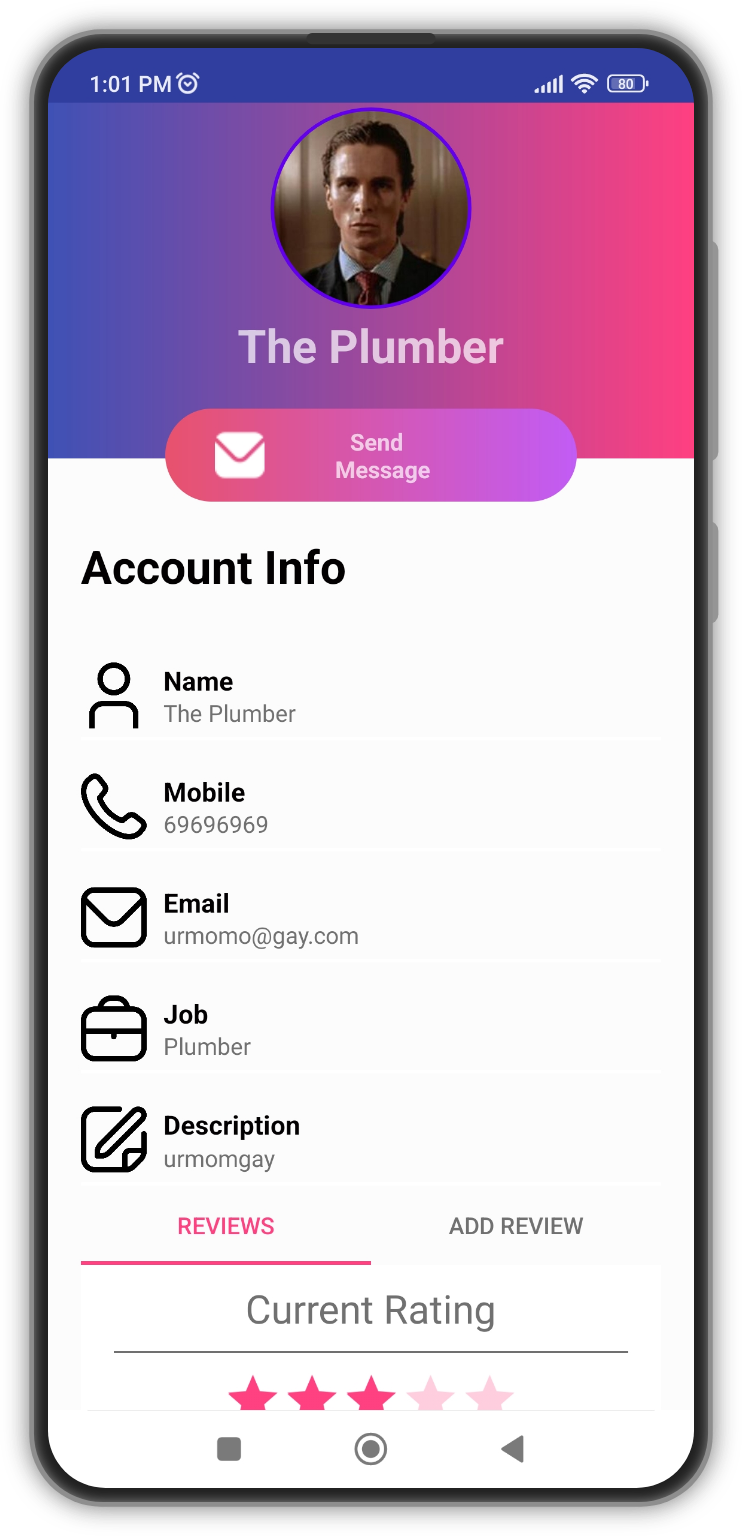 1:01 PM
80
The Plumber
Send
Message
Account Info
Name
The Plumber
Mobile
69696969
Email
urmomo@gay.com
Job
Plumber
Description
urmomgay
REVIEWS ADD REVIEW
Current Rating